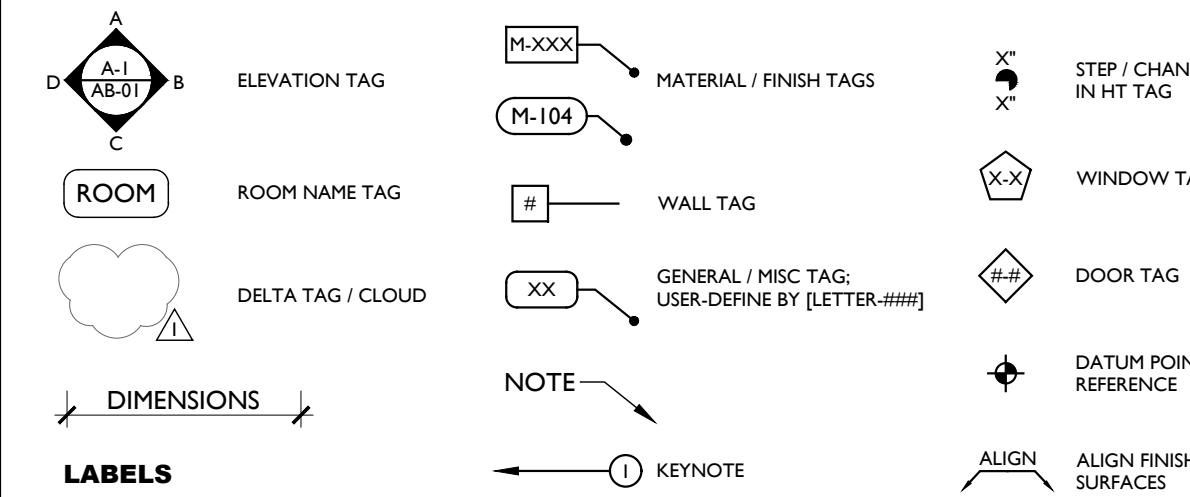 A
D
A-1
AB-01
B
C
ELEVATION TAG
ROOM
ROOM NAME TAG
1
DELTA TAG / CLOUD
DIMENSIONS
LABELS
M-XXX
M-104
MATERIAL / FINISH TAGS
#
WALL TAG
XX
GENERAL / MISC TAG;
USER-DEFINE BY [LETTER-###]
NOTE
1
KEYNOTE
X"
X"
STEP / CHAN
IN HT TAG
X-X
WINDOW TA
#-#
DOOR TAG
DATUM POIN
REFERENCE
ALIGN
ALIGN FINISH
SURFACES